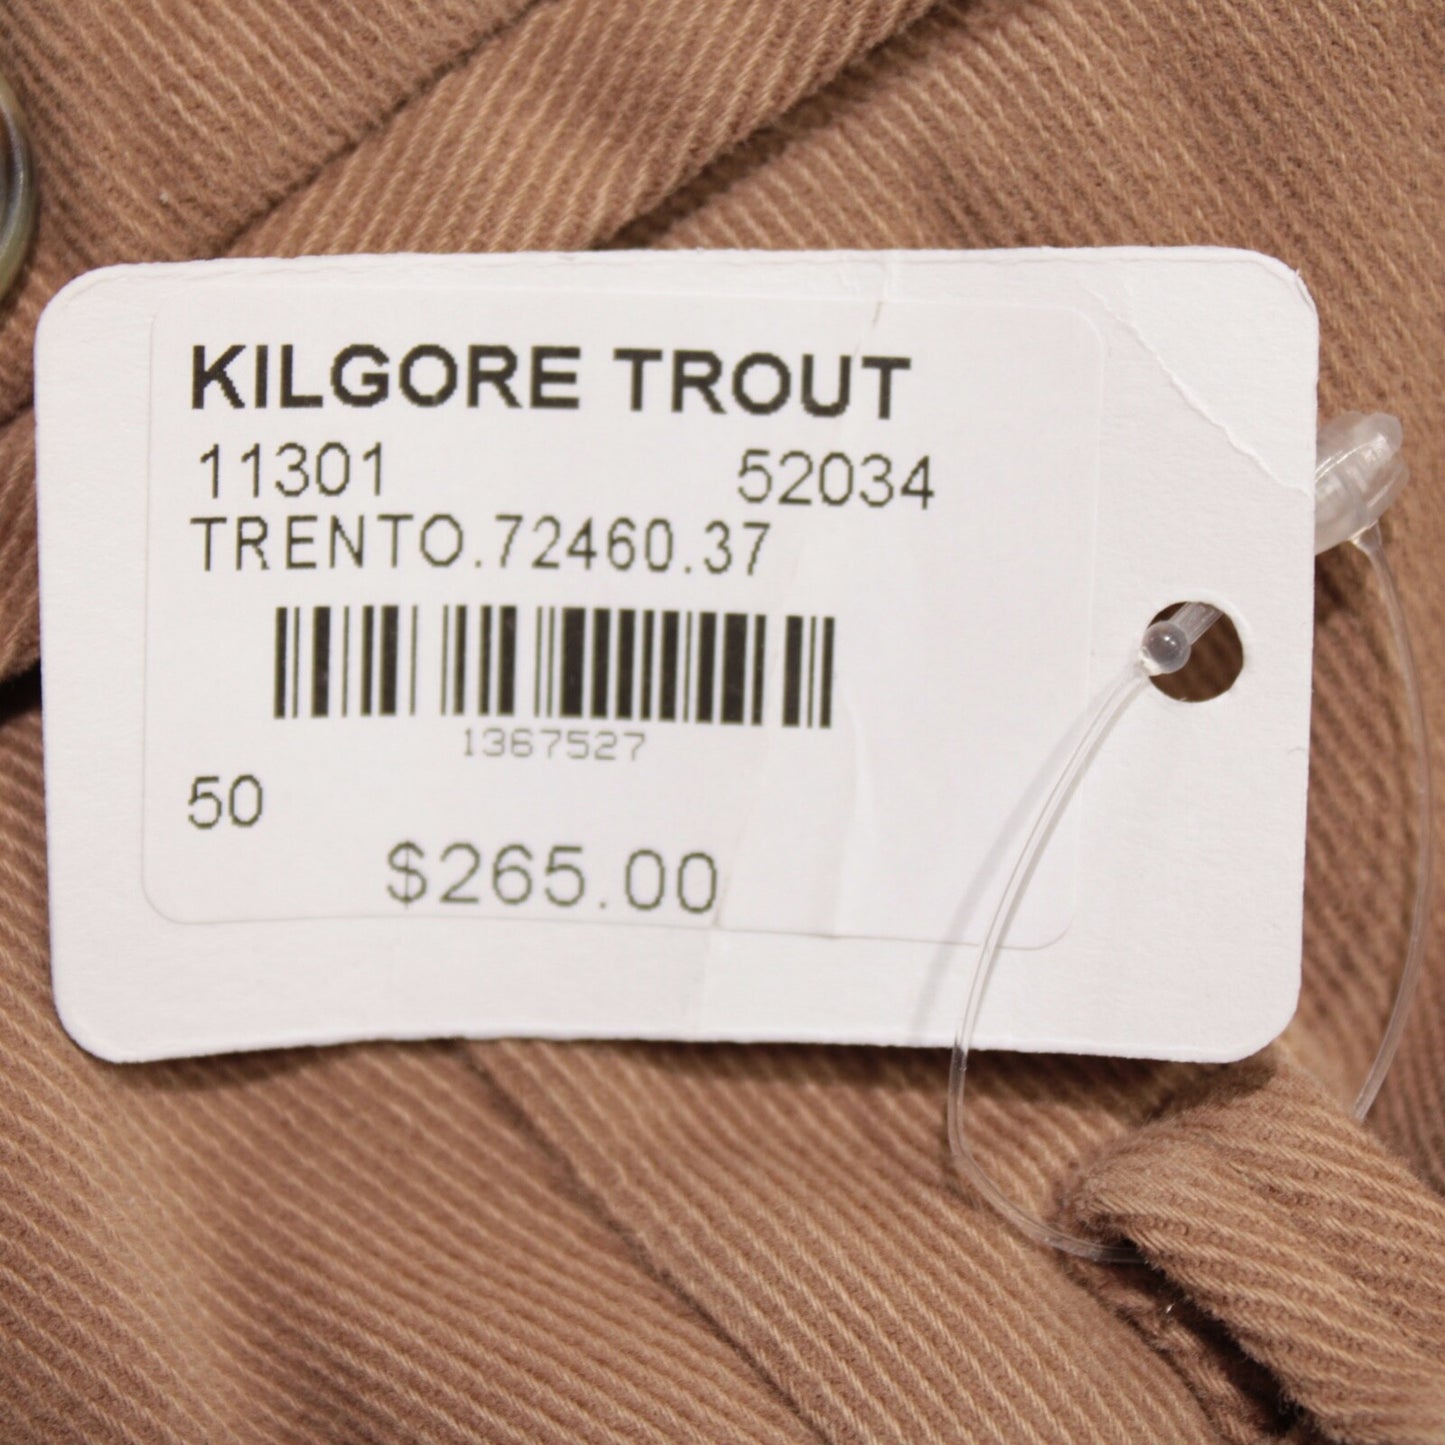 KILGORE TROUT
11301 52034
TRENTO.72460.37
1367527
50
$265.00